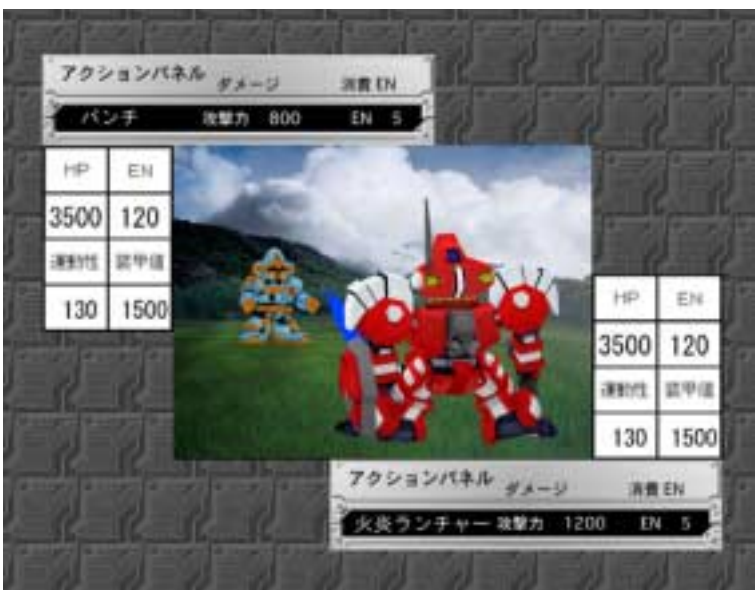 アクションパネル ダメージ 消費 EN
パンチ 攻撃力 800 EN 5
HP EN
3500 120
運動性 装甲値
130 1500
HP EN
3500 120
運動性 装甲値
130 1500
アクションパネル ダメージ 消費 EN
火炎ランチャー 攻撃力 1200 EN 5